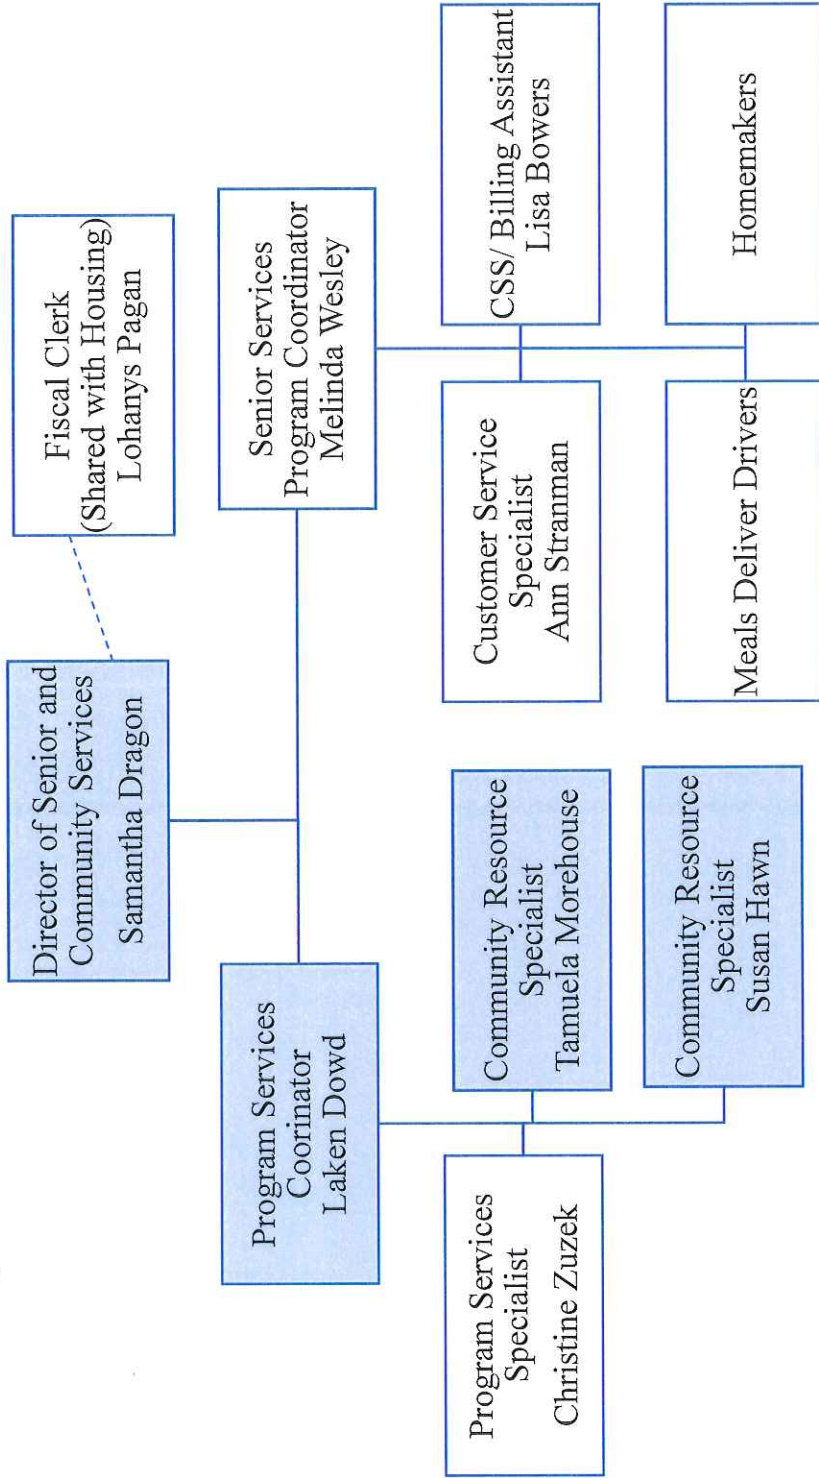 Director of Senior and
Community Services
Samantha Dragon
Fiscal Clerk
(Shared with Housing)
Lohanys Pagan
Program Services
Coorinator
Laken Dowd
Senior Services
Program Coordinator
Melinda Wesley
Program Services
Specialist
Christine Zuzek
Community Resource
Specialist
Tamuela Morehouse
Community Resource
Specialist
Susan Hawn
Customer Service
Specialist
Ann Stranman
CSS/ Billing Assistant
Lisa Bowers
Meals Deliver Drivers
Homemakers